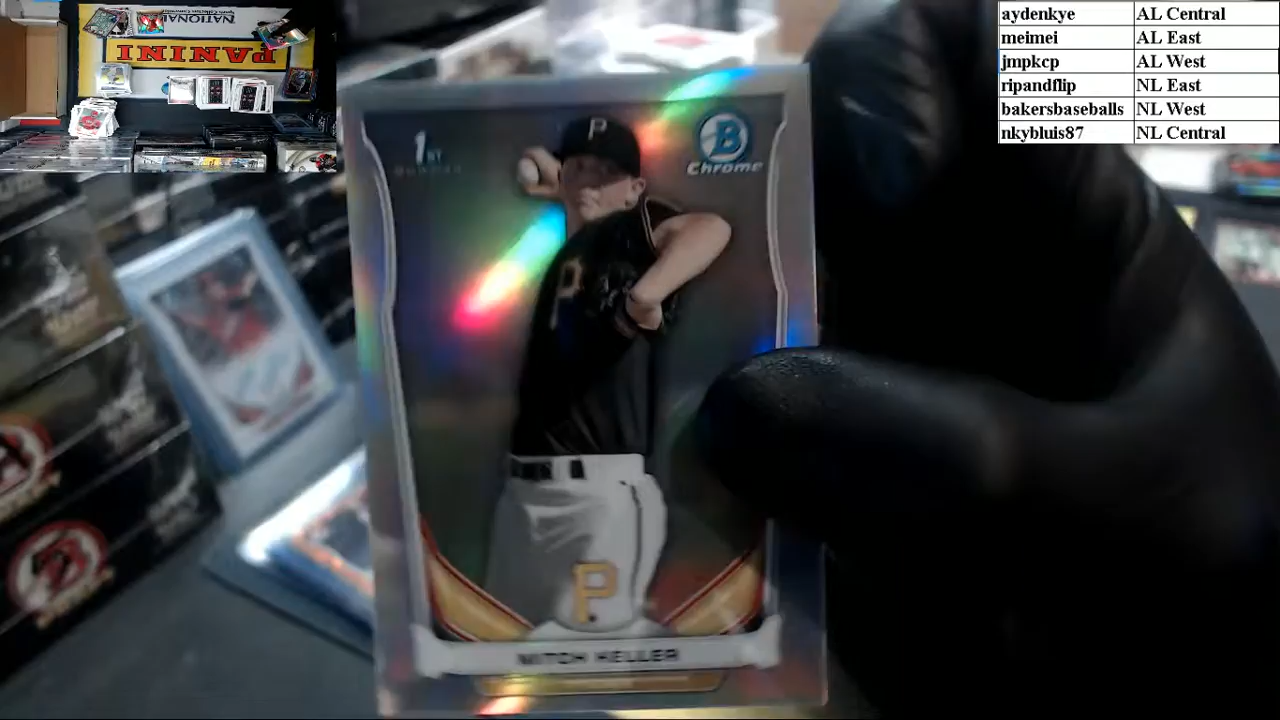 NATIONAL
PANINI
aydenkye AL Central
meimei AL East
jmpkcp AL West
ripandflip NL East
bakersbaseballs NL West
nkybluis87 NL Central
P
1ST
BOWMAN
B
Chrome
P
P
MITCH KELLER